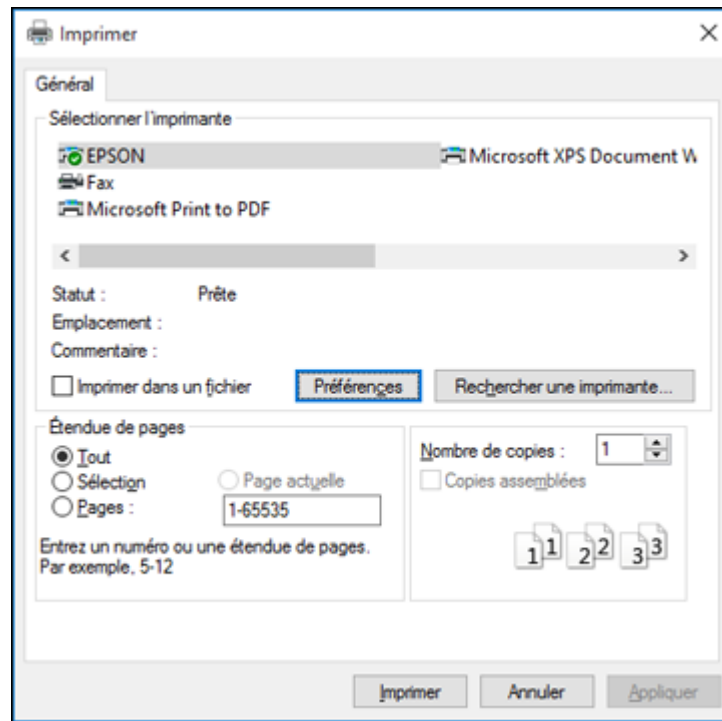 Imprimer
Général
Sélectionner l'imprimante
EPSON
Microsoft XPS Document W
Fax
Microsoft Print to PDF
Statut : Prête
Emplacement :
Commentaire :
Imprimer dans un fichier
Préférences
Rechercher une imprimante...
Étendue de pages
Tout
Sélection
Page actuelle
Pages :
1-65535
Entrez un numéro ou une étendue de pages.
Par exemple, 5-12
Nombre de copies : 1
Copies assemblées
1 1 2 2 3 3
Imprimer
Annuler
Appliquer